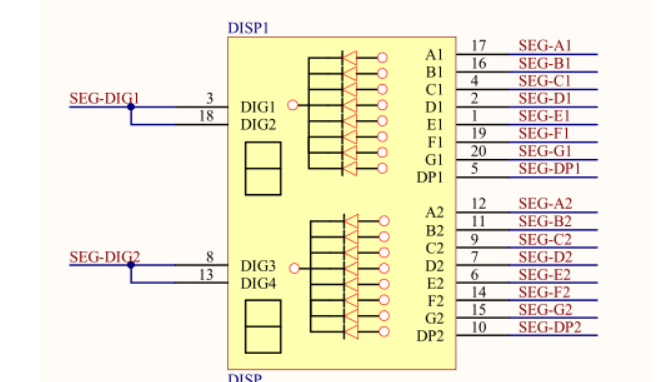 DISP1
17 SEG-A1
A1
16 SEG-B1
B1
4 SEG-C1
C1
SEG-DIG1 3 DIG1
2 SEG-D1
D1
18 DIG2
1 SEG-E1
E1
19 SEG-F1
F1
20 SEG-G1
G1
5 SEG-DP1
DP1
12 SEG-A2
A2
11 SEG-B2
B2
9 SEG-C2
C2
SEG-DIG2 8 DIG3
7 SEG-D2
D2
13 DIG4
6 SEG-E2
E2
14 SEG-F2
F2
15 SEG-G2
G2
10 SEG-DP2
DP2
DISP